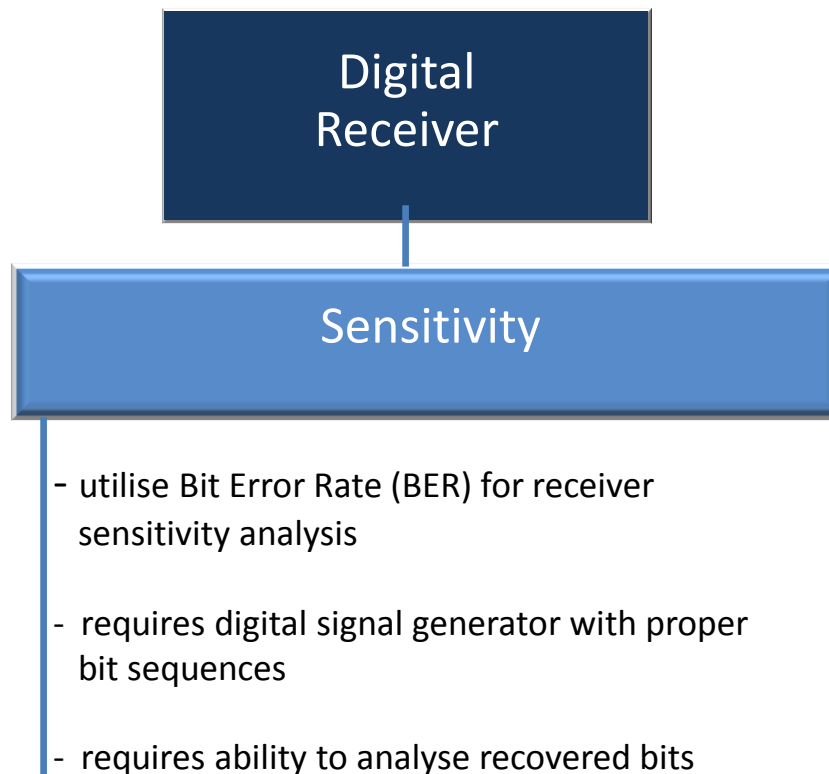 Digital
Receiver
Sensitivity
- utilise Bit Error Rate (BER) for receiver
sensitivity analysis
- requires digital signal generator with proper
bit sequences
- requires ability to analyse recovered bits